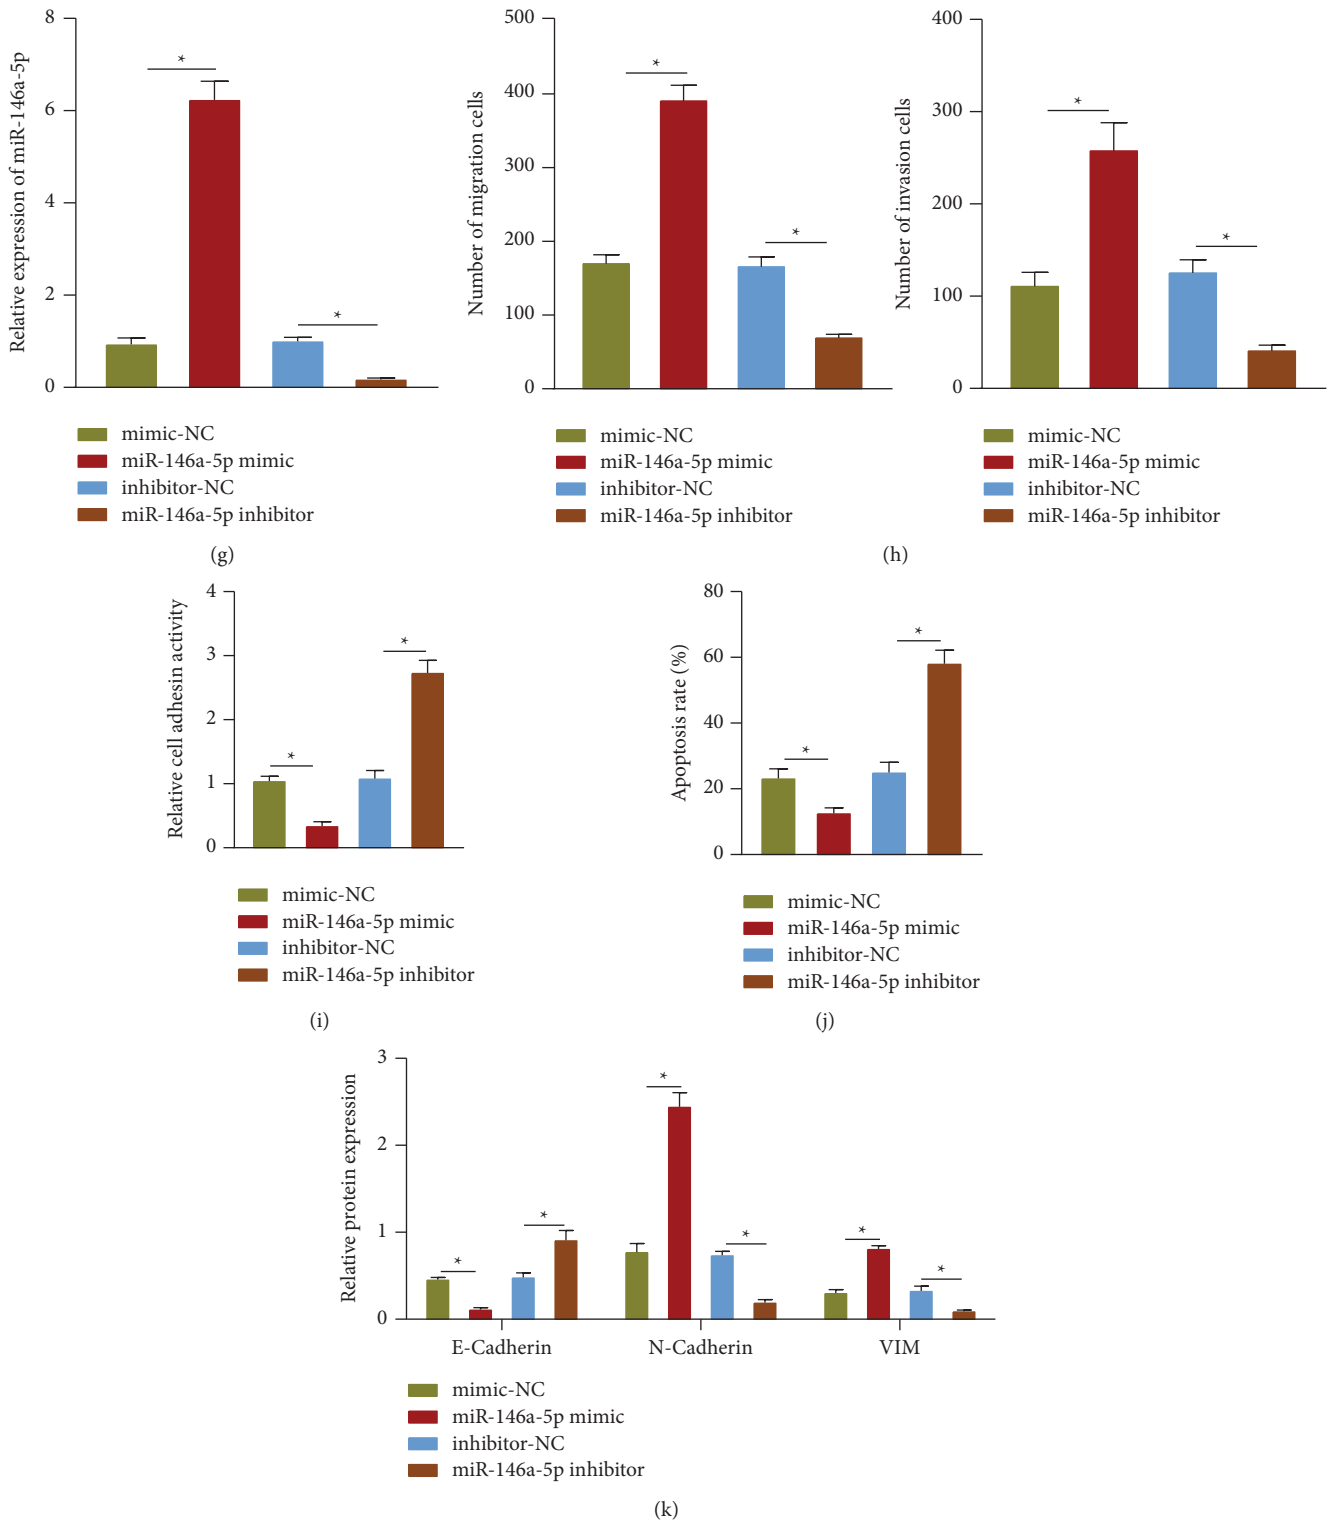 Relative expression of miR-146a-5p
8
6
4
2
0
*
*
mimic-NC
miR-146a-5p mimic
inhibitor-NC
miR-146a-5p inhibitor
(g)
Number of migration cells
500
400
300
200
100
0
*
*
mimic-NC
miR-146a-5p mimic
inhibitor-NC
miR-146a-5p inhibitor
Number of invasion cells
400
300
200
100
0
*
*
mimic-NC
miR-146a-5p mimic
inhibitor-NC
miR-146a-5p inhibitor
(h)
Relative cell adhesin activity
4
3
2
1
0
*
*
mimic-NC
miR-146a-5p mimic
inhibitor-NC
miR-146a-5p inhibitor
(i)
Apoptosis rate (%)
80
60
40
20
0
*
*
mimic-NC
miR-146a-5p mimic
inhibitor-NC
miR-146a-5p inhibitor
(j)
Relative protein expression
3
2
1
0
*
*
*
*
*
*
E-Cadherin
N-Cadherin
VIM
mimic-NC
miR-146a-5p mimic
inhibitor-NC
miR-146a-5p inhibitor
(k)